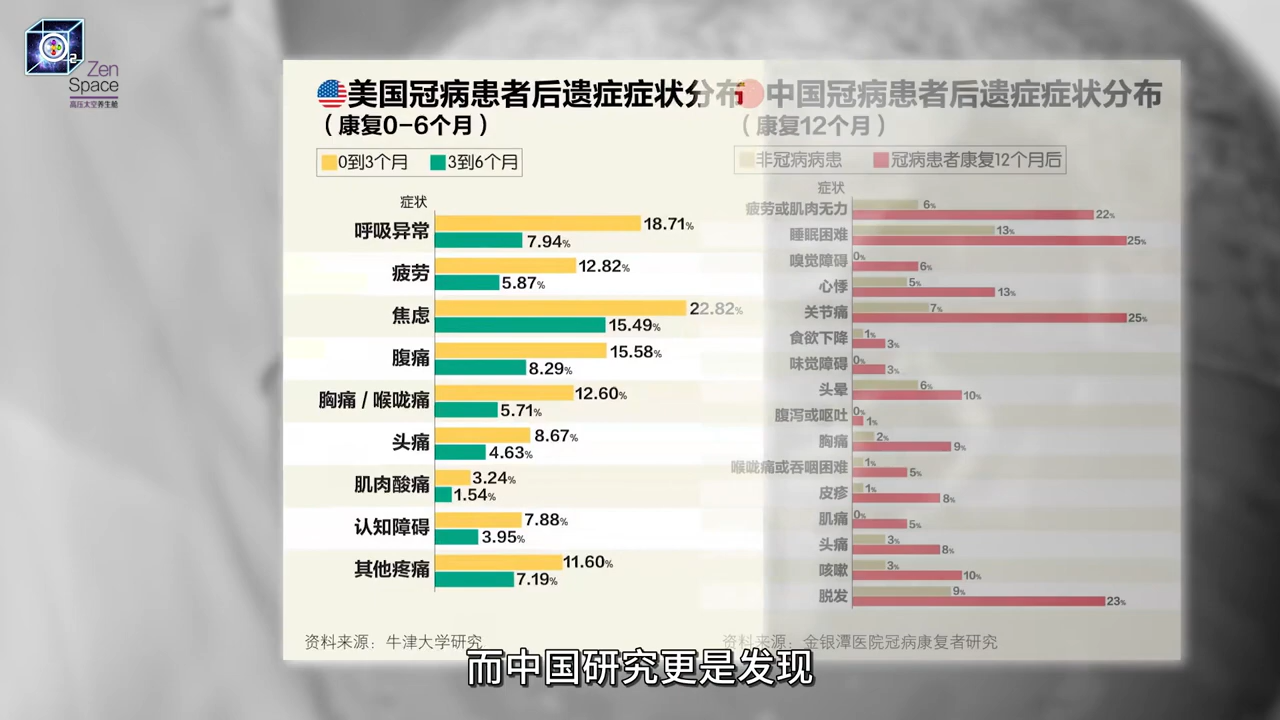 Zen
Space
高压太空养生舱
美国冠病患者后遗症症状分布
（康复0-6个月）
0到3个月 3到6个月
症状
呼吸异常 18.71% 7.94%
疲劳 12.82% 5.87%
焦虑 22.82% 15.49%
腹痛 15.58% 8.29%
胸痛 / 喉咙痛 12.60% 5.71%
头痛 8.67% 4.63%
肌肉酸痛 3.24% 1.54%
认知障碍 7.88% 3.95%
其他疼痛 11.60% 7.19%
资料来源：牛津大学研究
中国冠病患者后遗症症状分布
（康复12个月）
非冠病病患 冠病患者康复12个月后
症状
疲劳或肌肉无力 6% 22%
睡眠困难 13% 25%
嗅觉障碍 0% 6%
心悸 5% 13%
关节痛 7% 25%
食欲下降 1% 3%
味觉障碍 0% 3%
头晕 6% 10%
腹泻或呕吐 0% 1%
胸痛 2% 9%
喉咙痛或吞咽困难 1% 5%
皮疹 1% 8%
肌痛 0% 5%
头痛 3% 8%
咳嗽 3% 10%
脱发 9% 23%
资料来源：金银潭医院冠病康复者研究
而中国研究更是发现